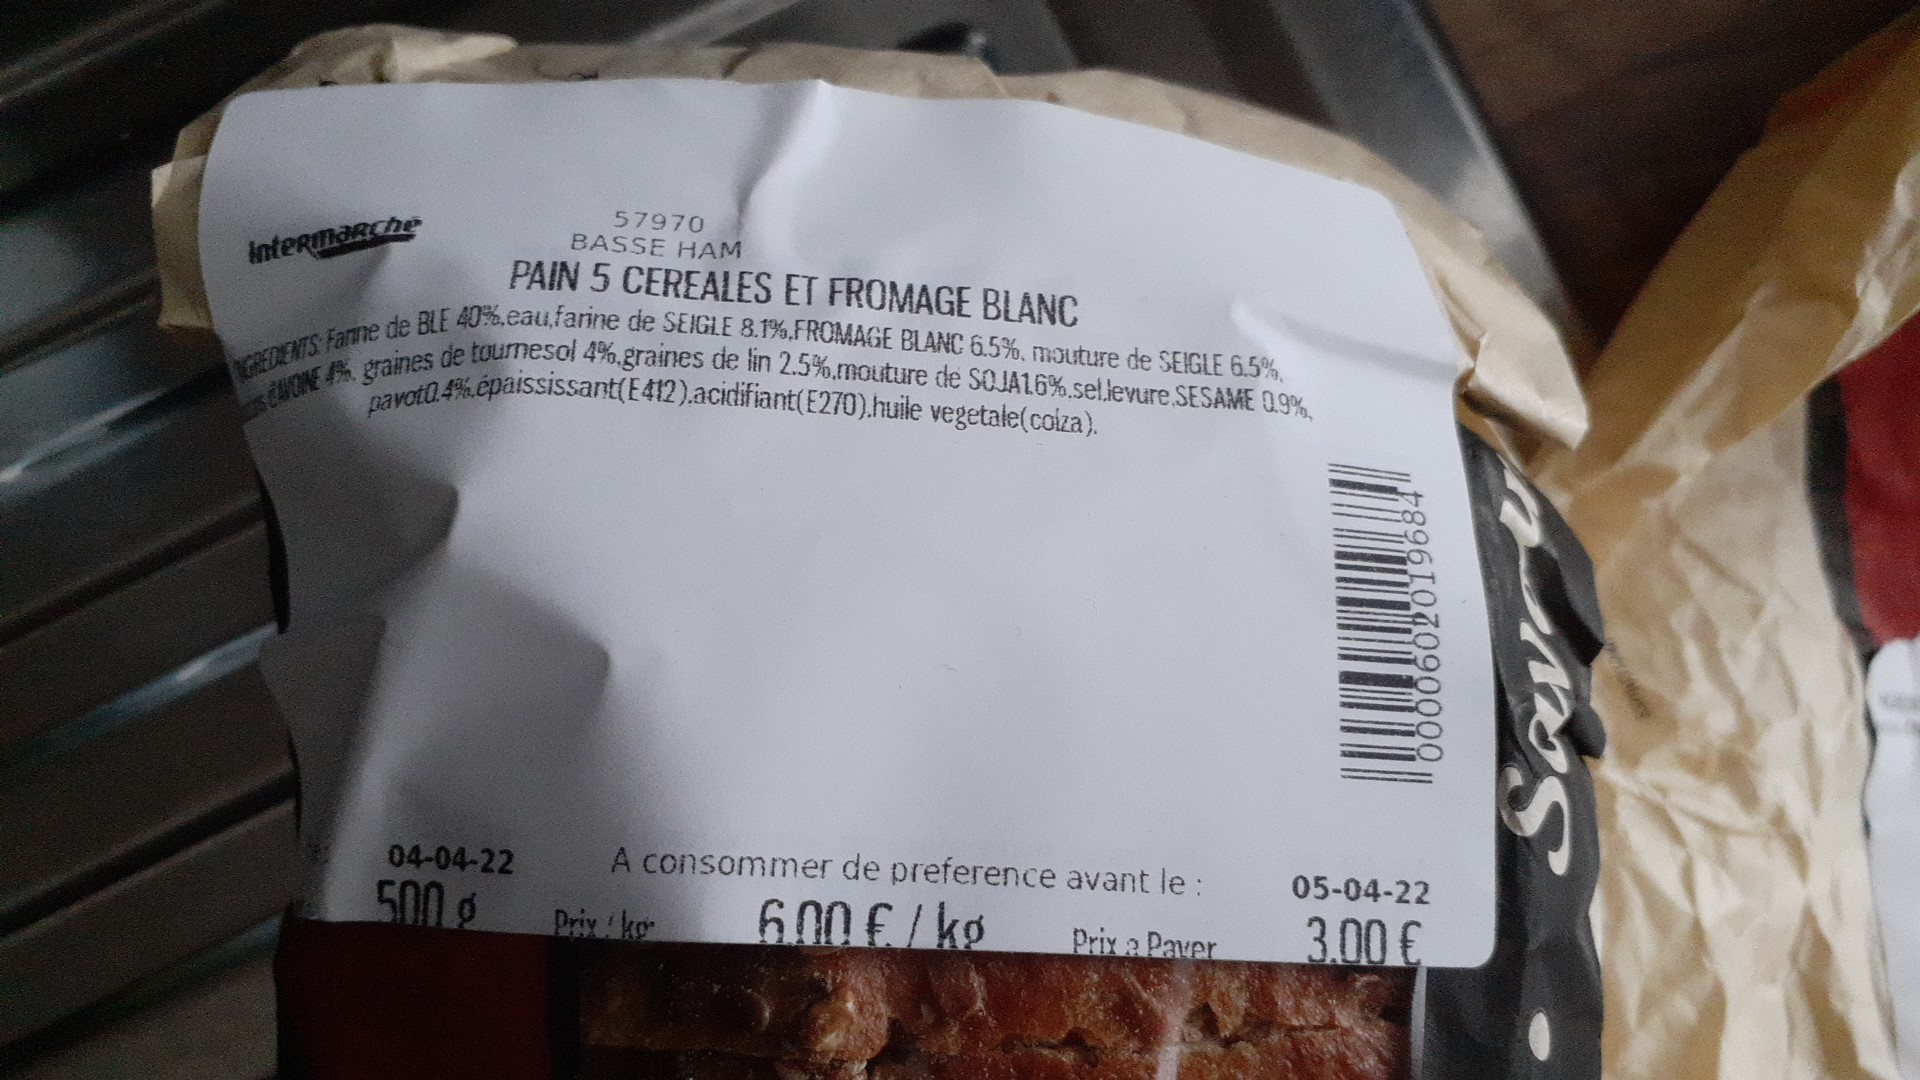 Intermarché
57970
BASSE HAM
PAIN 5 CEREALES ET FROMAGE BLANC
INGREDIENTS: Farine de BLE 40%,eau,farine de SEIGLE 8.1%,FROMAGE BLANC 6.5%, mouture de SEIGLE 6.5%,
d'AVOINE 4%, graines de tournesol 4%,graines de lin 2.5%,mouture de SOJA1.6%,sel,levure,SESAME 0.9%,
pavot0.4%,épaississant(E412),acidifiant(E270),huile vegetale(colza).
0000602019684
04-04-22 A consommer de preference avant le : 05-04-22
500 g Prix / kg 6.00 € / kg Prix a Payer 3.00 €